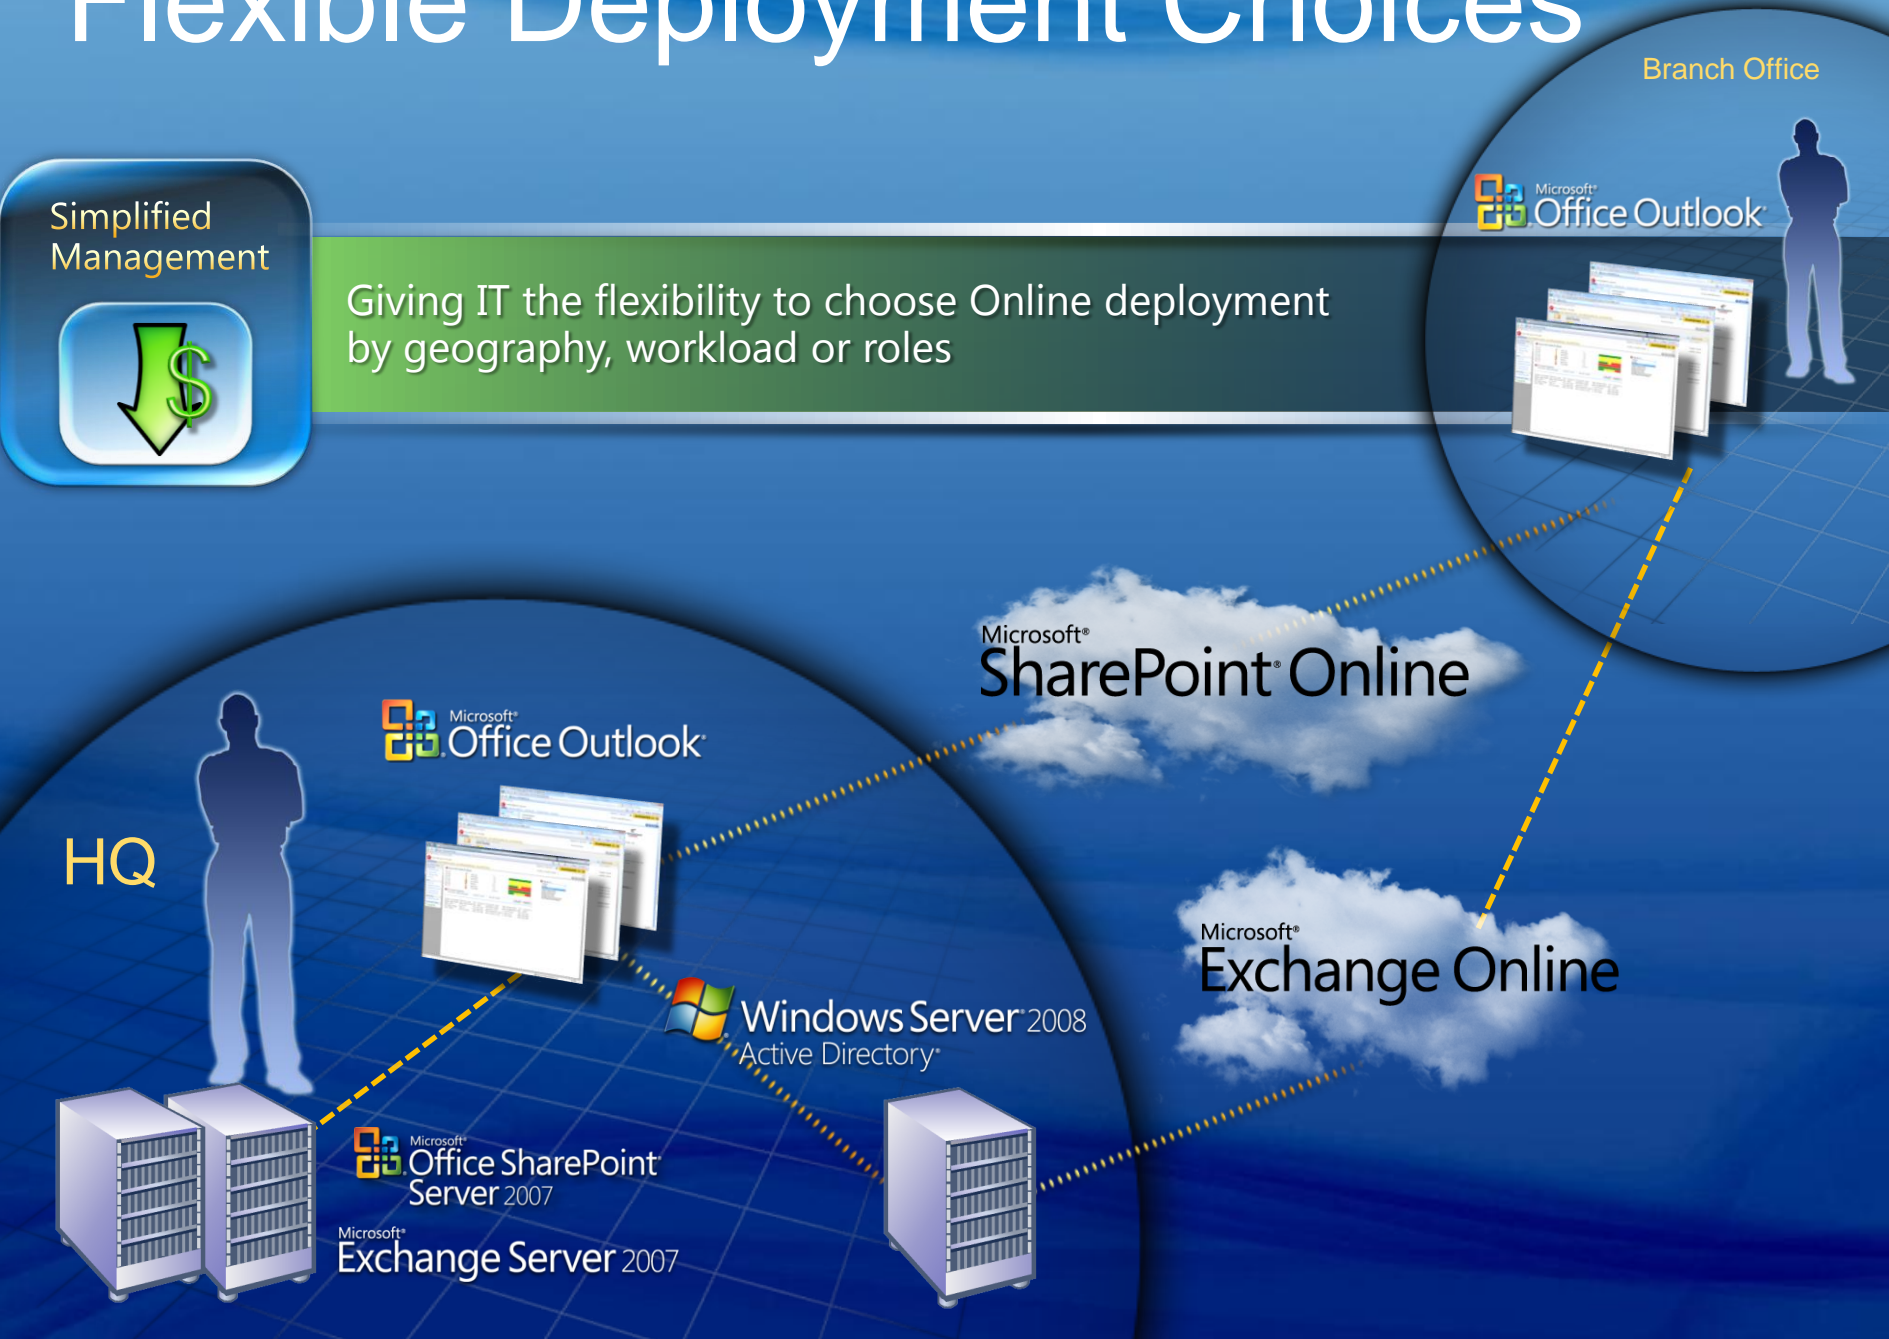 Flexible Deployment Choices
Branch Office
Simplified
Management
Microsoft®
Office Outlook®
Giving IT the flexibility to choose Online deployment
by geography, workload or roles
Microsoft®
SharePoint® Online
Microsoft®
Office Outlook®
HQ
Microsoft®
Exchange Online
Windows Server® 2008
Active Directory®
Microsoft®
Office SharePoint®
Server 2007
Microsoft®
Exchange Server 2007